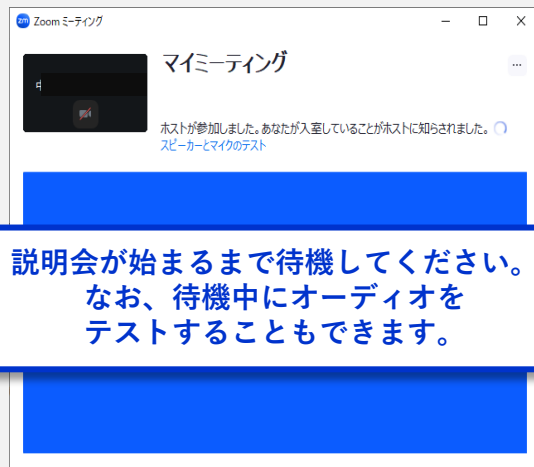 zm Zoom ミーティング
マイミーティング
ホストが参加しました。あなたが入室していることがホストに知らされました。
スピーカーとマイクのテスト
説明会が始まるまで待機してください。
なお、待機中にオーディオを
テストすることもできます。